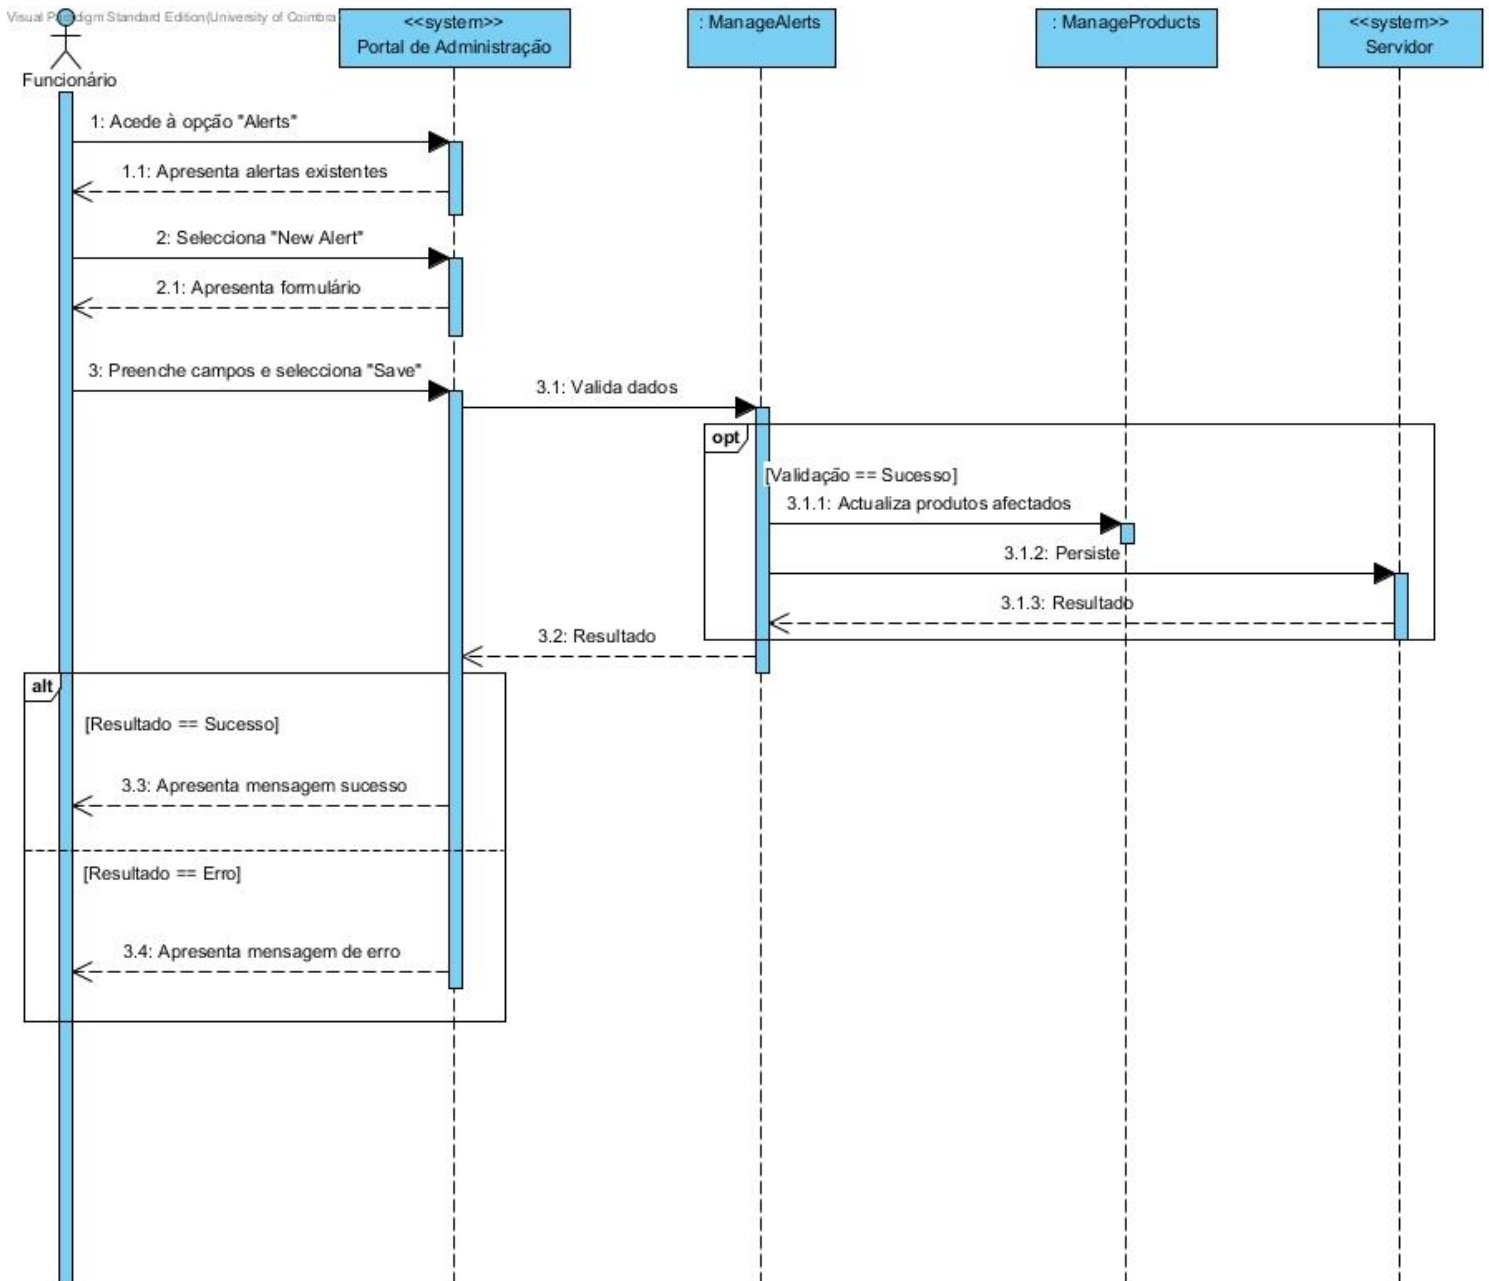 Visual Paradigm Standard Edition(University of Coimbra
Funcionário
<<system>>
Portal de Administração
: ManageAlerts
: ManageProducts
<<system>>
Servidor
1: Acede à opção "Alerts"
1.1: Apresenta alertas existentes
2: Selecciona "New Alert"
2.1: Apresenta formulário
3: Preenche campos e selecciona "Save"
3.1: Valida dados
opt
[Validação == Sucesso]
3.1.1: Actualiza produtos afectados
3.1.2: Persiste
3.1.3: Resultado
3.2: Resultado
alt
[Resultado == Sucesso]
3.3: Apresenta mensagem sucesso
[Resultado == Erro]
3.4: Apresenta mensagem de erro